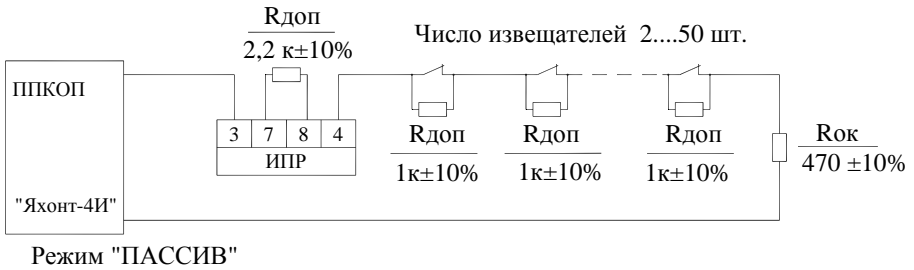 Rдоп
2,2 к±10%
Число извещателей 2....50 шт.
ППКОП
3 7 8 4
ИПР
Rдоп Rдоп Rдоп
1к±10% 1к±10% 1к±10%
Rок
470 ±10%
"Яхонт-4И"
Режим "ПАССИВ"